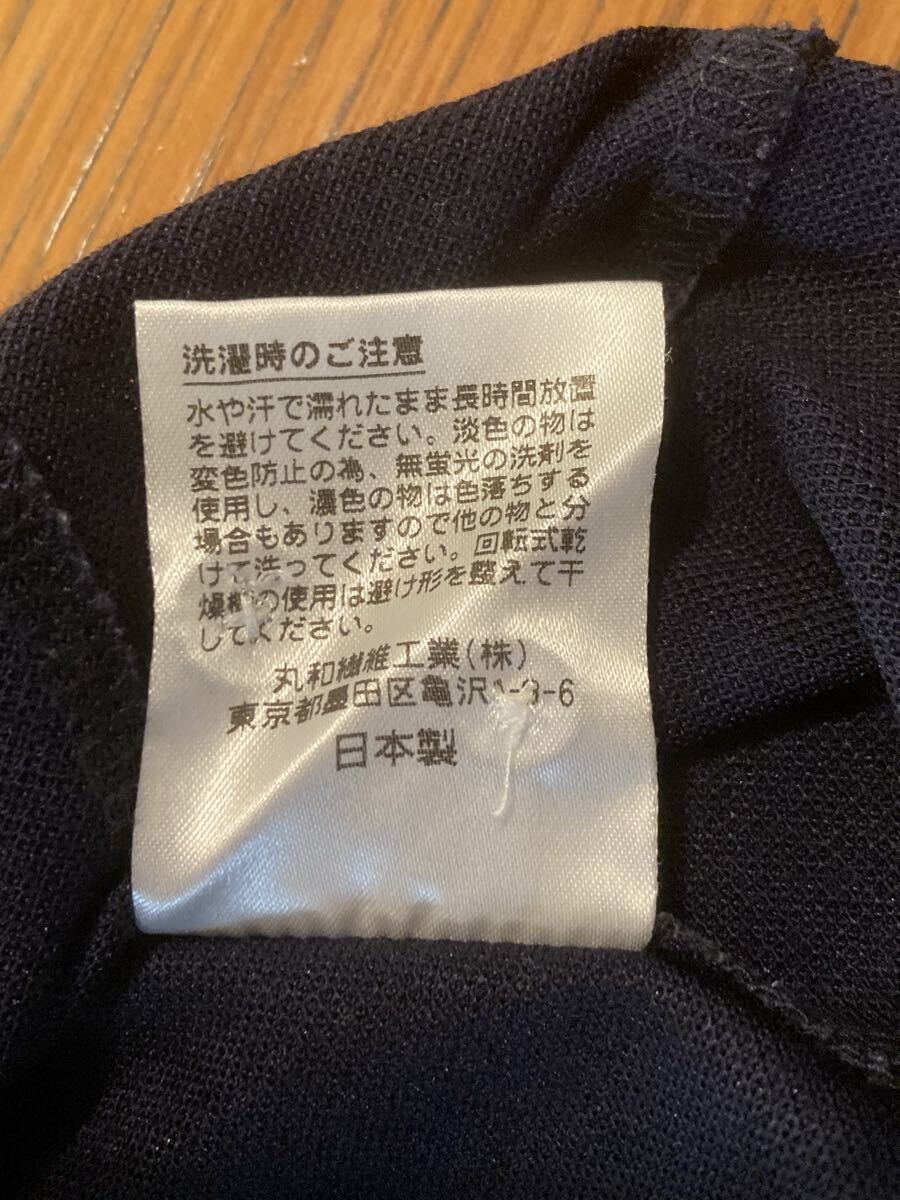 洗濯時のご注意
水や汗で濡れたまま長時間放置
を避けてください。淡色の物は
変色防止の為、無蛍光の洗剤を
使用し、濃色の物は色落ちする
場合もありますので他の物と分
けて洗ってください。回転式乾
燥機の使用は避け形を整えて干
してください。
丸和繊維工業(株)
東京都墨田区亀沢1-3-6
日本製